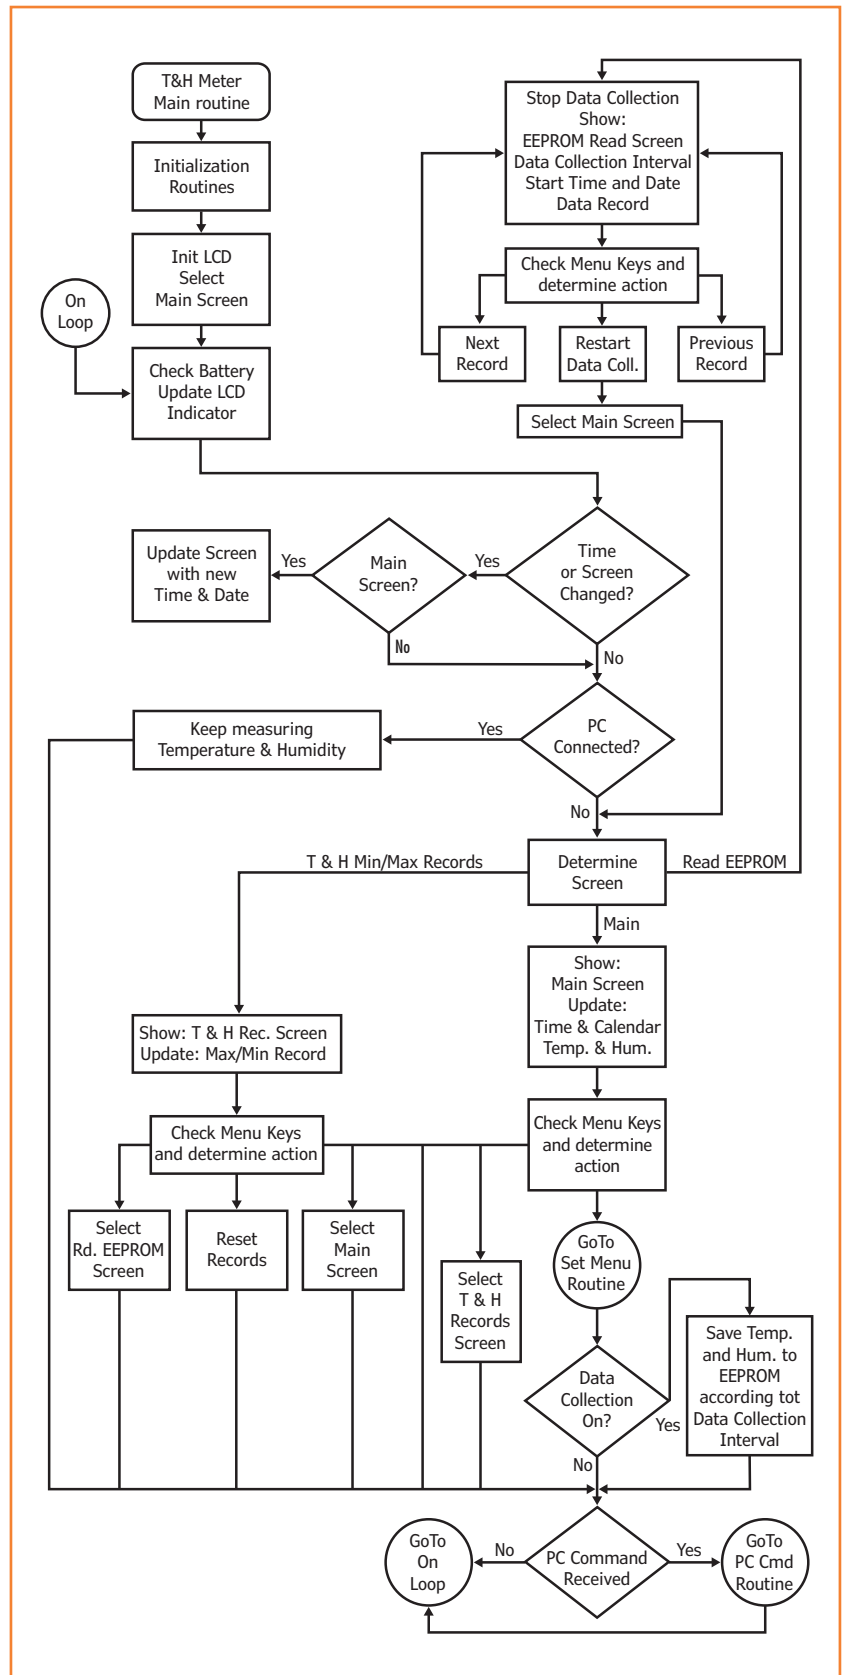 T&H Meter
Main routine
Initialization
Routines
Init LCD
Select
Main Screen
On
Loop
Check Battery
Update LCD
Indicator
Stop Data Collection
Show:
EEPROM Read Screen
Data Collection Interval
Start Time and Date
Data Record
Check Menu Keys and
determine action
Next
Record
Restart
Data Coll.
Previous
Record
Select Main Screen
Time
or Screen
Changed?
Yes
Main
Screen?
Yes
Update Screen
with new
Time & Date
No
No
PC
Connected?
Yes
Keep measuring
Temperature & Humidity
No
Determine
Screen
T & H Min/Max Records
Read EEPROM
Main
Show:
Main Screen
Update:
Time & Calendar
Temp. & Hum.
Show: T & H Rec. Screen
Update: Max/Min Record
Check Menu Keys
and determine action
Check Menu Keys
and determine
action
Select
Rd. EEPROM
Screen
Reset
Records
Select
Main
Screen
Select
T & H
Records
Screen
GoTo
Set Menu
Routine
Data
Collection
On?
Yes
Save Temp.
and Hum. to
EEPROM
according tot
Data Collection
Interval
No
PC Command
Received
No
GoTo
On
Loop
Yes
GoTo
PC Cmd
Routine